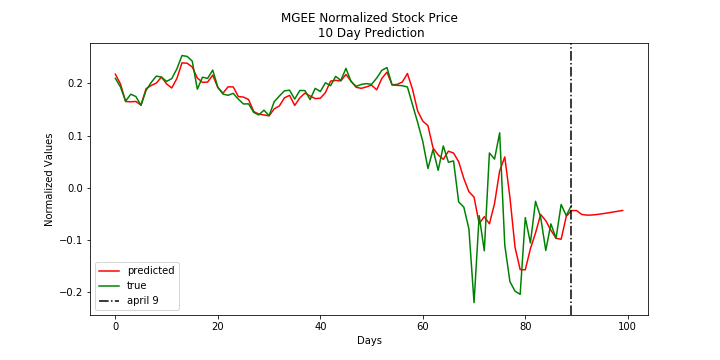 MGEE Normalized Stock Price
10 Day Prediction
Normalized Values
0.2
0.1
0.0
−0.1
−0.2
predicted
true
april 9
0 20 40 60 80 100
Days